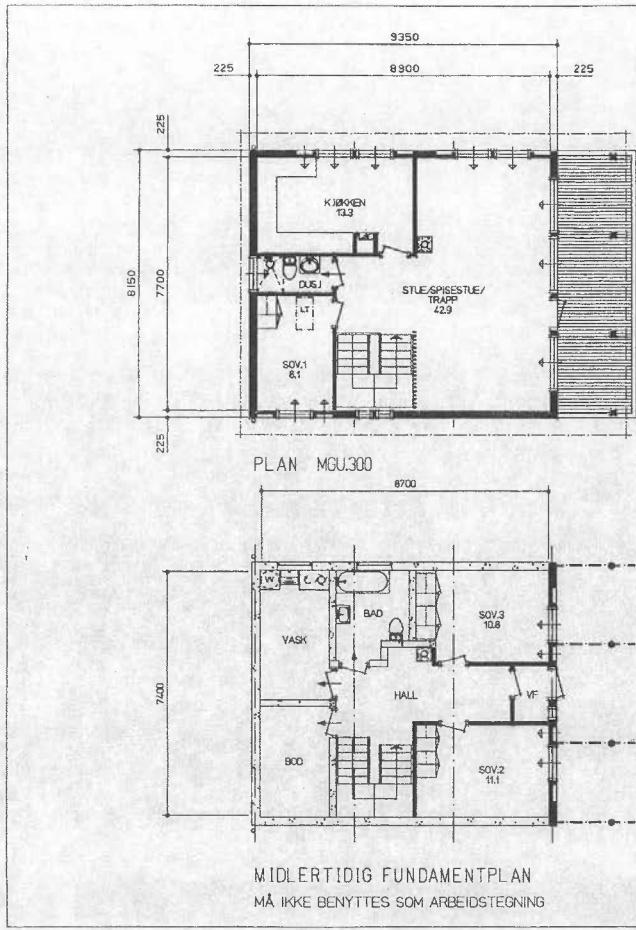 9350
225 8900 225
225
KJØKKEN
13.3
DUSJ
STUE/SPISESTUE/
TRAPP
42.9
LT
SOV.1
8.1
8150
7700
225
PLAN MGU.300
8700
W
BAD
SOV.3
10.8
VASK
HALL
VF
7400
BOD
SOV.2
11.1
MIDLERTIDIG FUNDAMENTPLAN
MÅ IKKE BENYTTES SOM ARBEIDSTEGNING